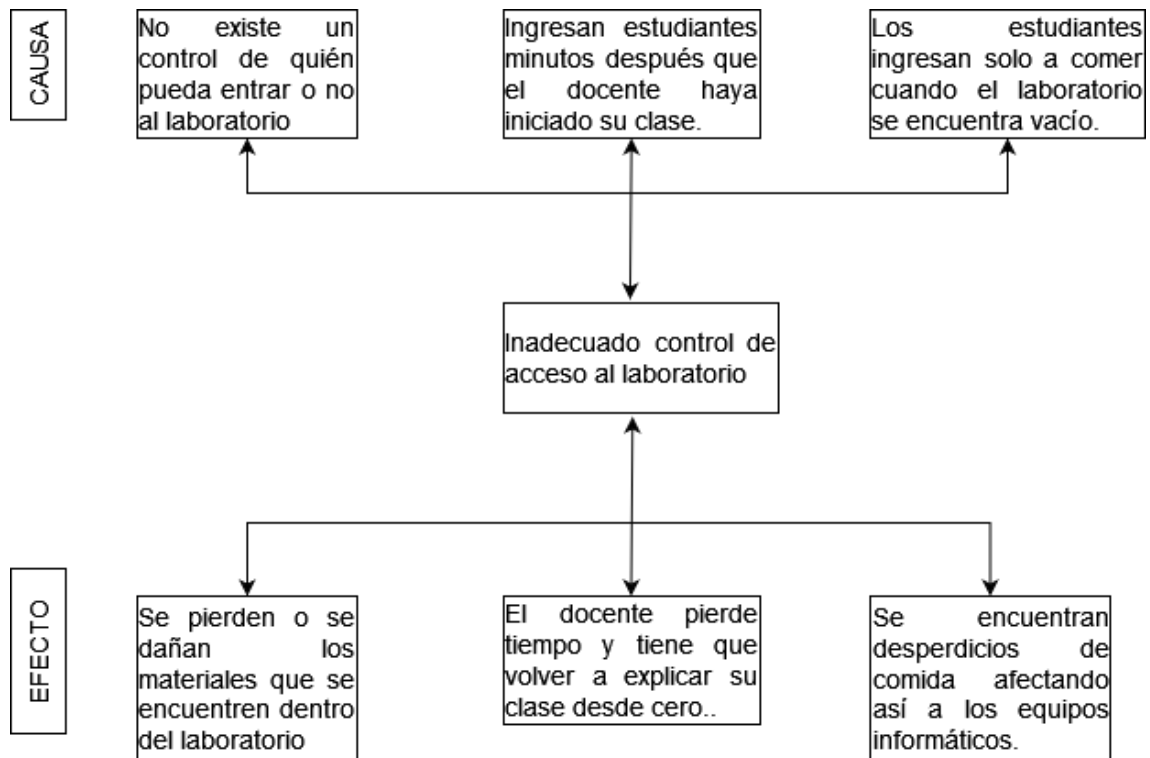 CAUSA
No existe un
control de quién
pueda entrar o no
al laboratorio
Ingresan estudiantes
minutos después que
el docente haya
iniciado su clase.
Los estudiantes
ingresan solo a comer
cuando el laboratorio
se encuentra vacío.
Inadecuado control de
acceso al laboratorio
EFECTO
Se pierden o se
dañan los
materiales que se
encuentren dentro
del laboratorio
El docente pierde
tiempo y tiene que
volver a explicar su
clase desde cero..
Se encuentran
desperdicios de
comida afectando
así a los equipos
informáticos.